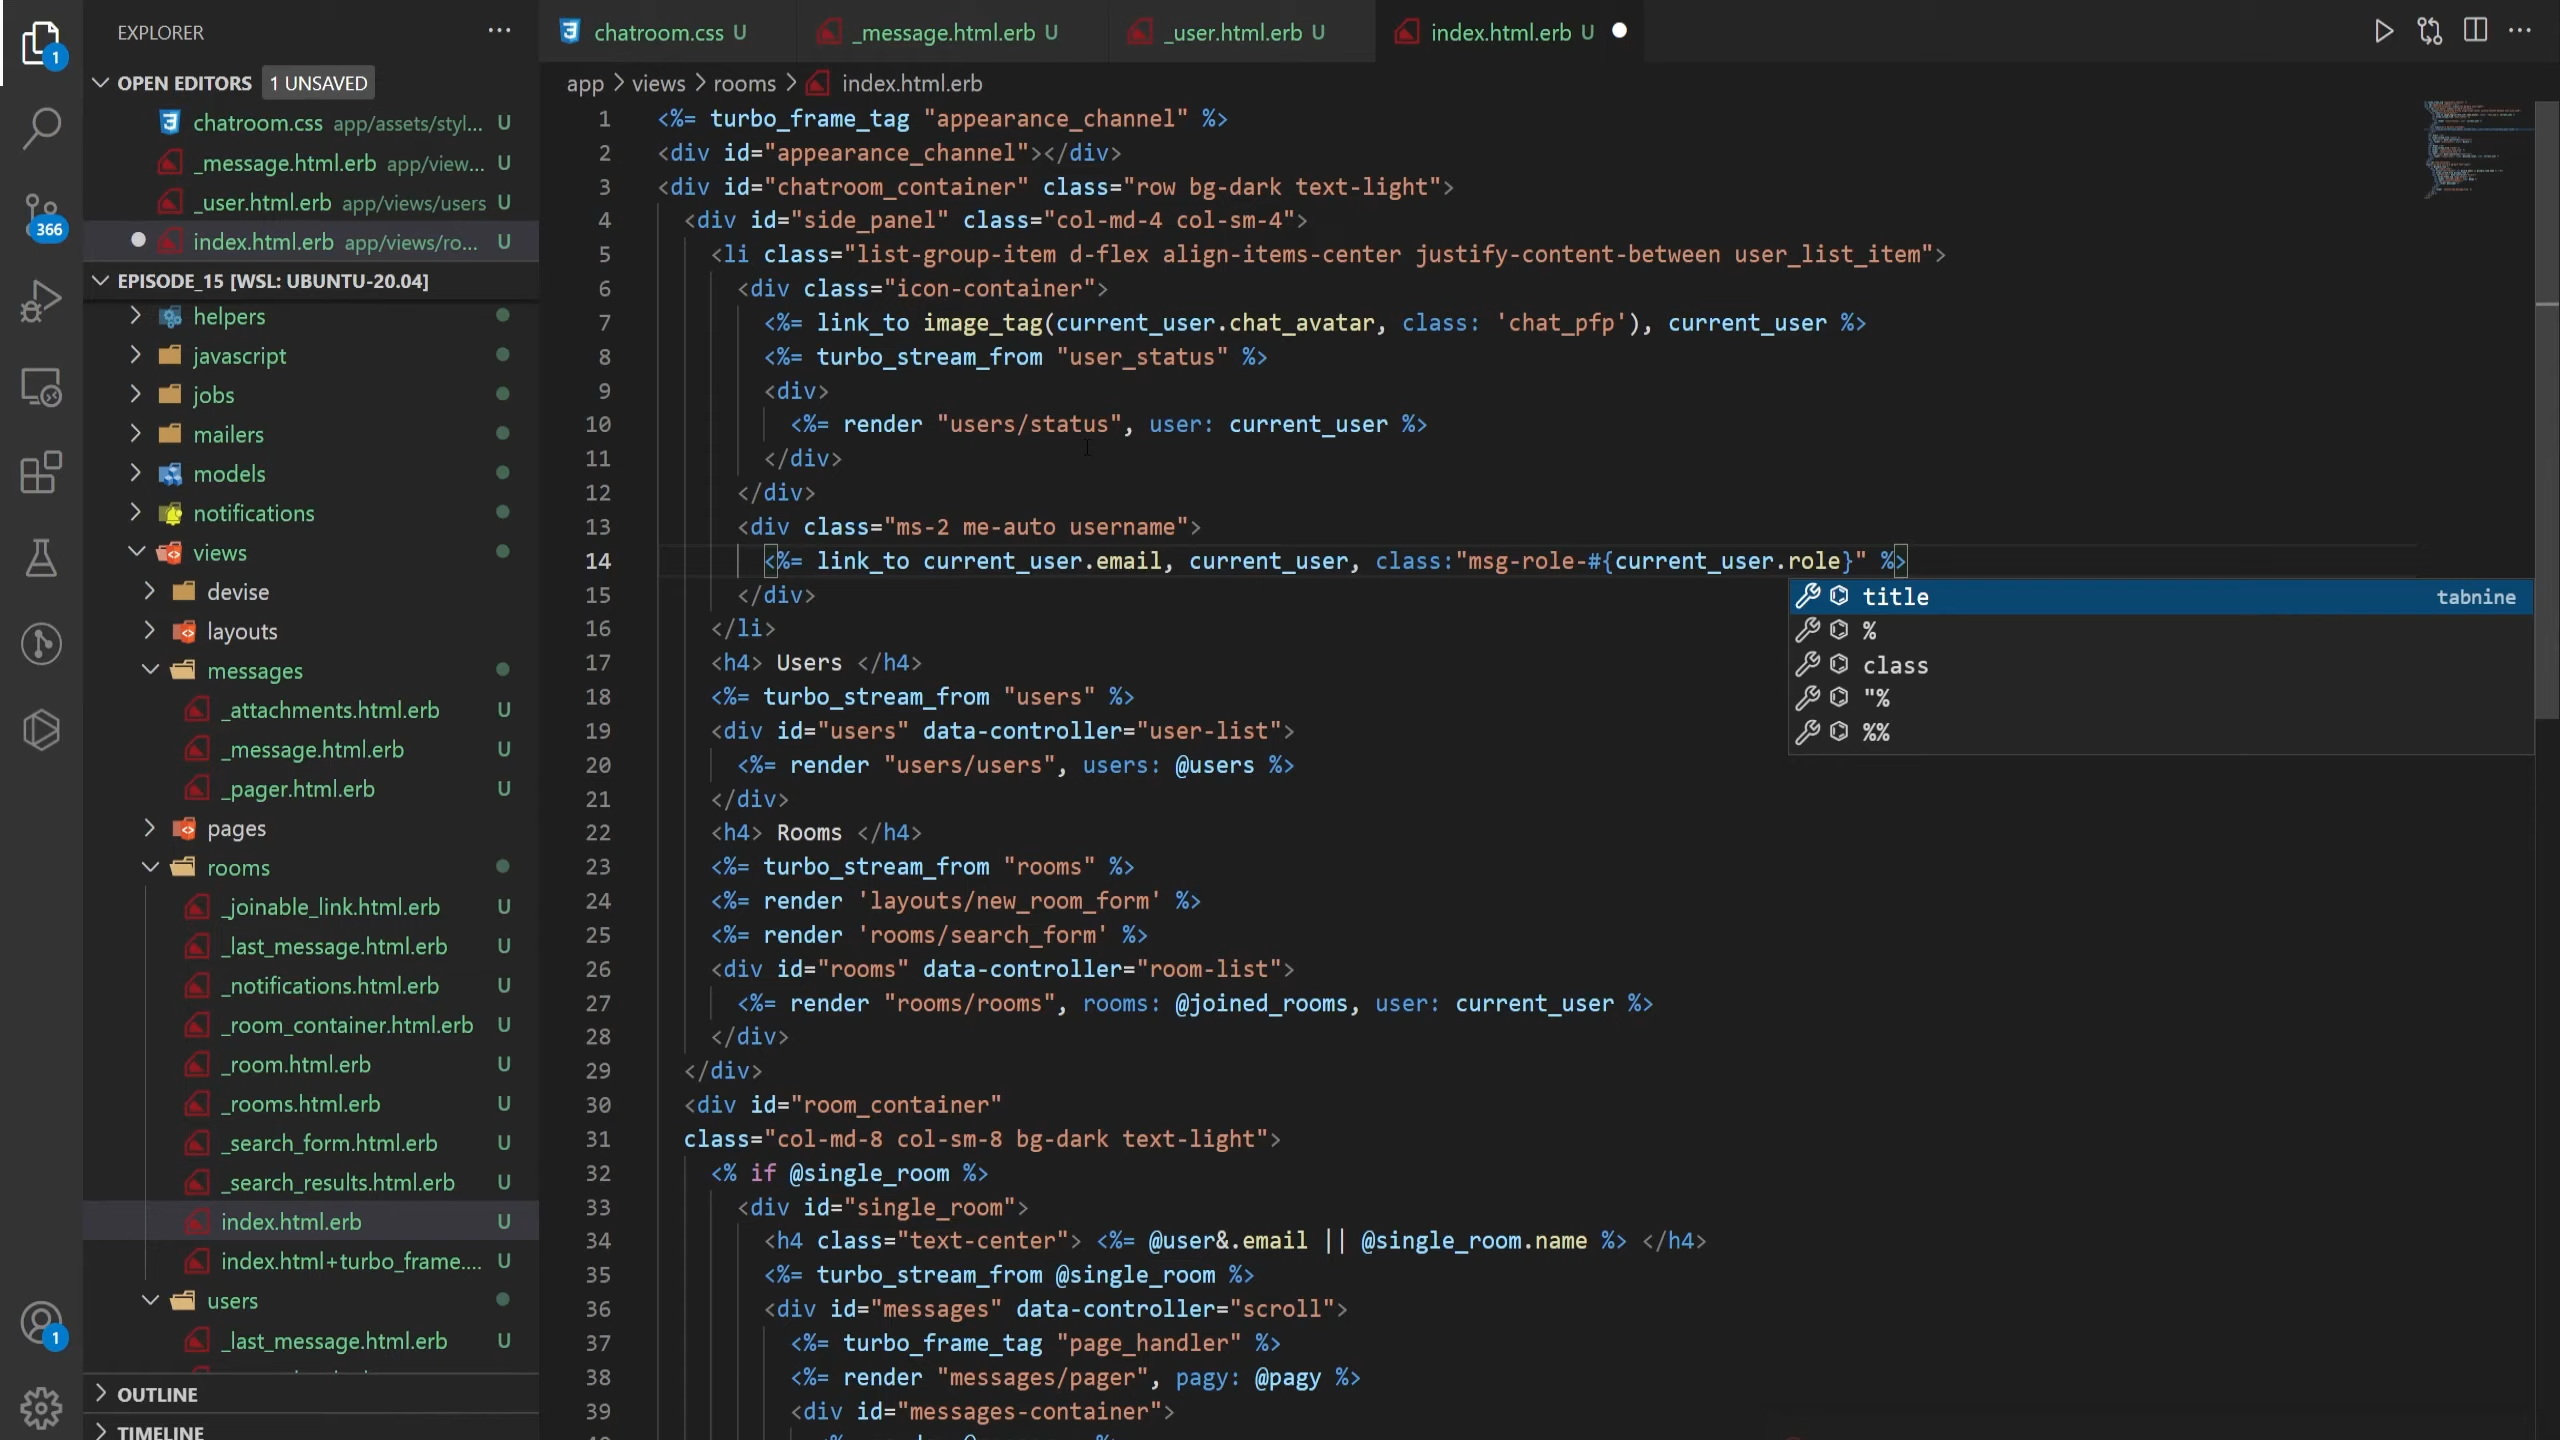 EXPLORER
OPEN EDITORS 1 UNSAVED
chatroom.css app/assets/styl... U
_message.html.erb app/view... U
_user.html.erb app/views/users U
index.html.erb app/views/ro... U
EPISODE_15 [WSL: UBUNTU-20.04]
helpers
javascript
jobs
mailers
models
notifications
views
devise
layouts
messages
_attachments.html.erb U
_message.html.erb U
_pager.html.erb U
pages
rooms
_joinable_link.html.erb U
_last_message.html.erb U
_notifications.html.erb U
_room_container.html.erb U
_room.html.erb U
_rooms.html.erb U
_search_form.html.erb U
_search_results.html.erb U
index.html.erb U
index.html+turbo_frame.... U
users
_last_message.html.erb U
OUTLINE
TIMELINE
1
366
1
chatroom.css U
_message.html.erb U
_user.html.erb U
index.html.erb U
app > views > rooms > index.html.erb
1 <%= turbo_frame_tag "appearance_channel" %>
2 <div id="appearance_channel"></div>
3 <div id="chatroom_container" class="row bg-dark text-light">
4 <div id="side_panel" class="col-md-4 col-sm-4">
5 <li class="list-group-item d-flex align-items-center justify-content-between user_list_item">
6 <div class="icon-container">
7 <%= link_to image_tag(current_user.chat_avatar, class: 'chat_pfp'), current_user %>
8 <%= turbo_stream_from "user_status" %>
9 <div>
10 <%= render "users/status", user: current_user %>
11 </div>
12 </div>
13 <div class="ms-2 me-auto username">
14 <%= link_to current_user.email, current_user, class:"msg-role-#{current_user.role}" %>
15 </div>
16 </li>
17 <h4> Users </h4>
18 <%= turbo_stream_from "users" %>
19 <div id="users" data-controller="user-list">
20 <%= render "users/users", users: @users %>
21 </div>
22 <h4> Rooms </h4>
23 <%= turbo_stream_from "rooms" %>
24 <%= render 'layouts/new_room_form' %>
25 <%= render 'rooms/search_form' %>
26 <div id="rooms" data-controller="room-list">
27 <%= render "rooms/rooms", rooms: @joined_rooms, user: current_user %>
28 </div>
29 </div>
30 <div id="room_container"
31 class="col-md-8 col-sm-8 bg-dark text-light">
32 <% if @single_room %>
33 <div id="single_room">
34 <h4 class="text-center"> <%= @user&.email || @single_room.name %> </h4>
35 <%= turbo_stream_from @single_room %>
36 <div id="messages" data-controller="scroll">
37 <%= turbo_frame_tag "page_handler" %>
38 <%= render "messages/pager", pagy: @pagy %>
39 <div id="messages-container">
title tabnine
%
class
"%
%%